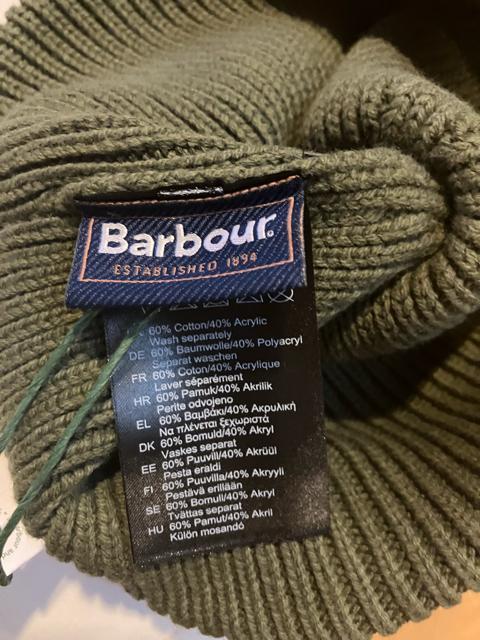 Barbour
ESTABLISHED 1894
60% Cotton/40% Acrylic
Wash separately
DE 60% Baumwolle/40% Polyacryl
Separat waschen
FR 60% Coton/40% Acrylique
Laver séparément
HR 60% Pamuk/40% Akrilik
Perite odvojeno
EL 60% Βαμβάκι/40% Ακρυλική
Να πλένεται ξεχωριστά
DK 60% Bomuld/40% Akryl
Vaskes separat
EE 60% Puuvill/40% Akrüül
Pesta eraldi
FI 60% Puuvilla/40% Akryyli
Pestävä erillään
SE 60% Bomull/40% Akryl
Tvättas separat
HU 60% Pamut/40% Akril
Külön mosandó